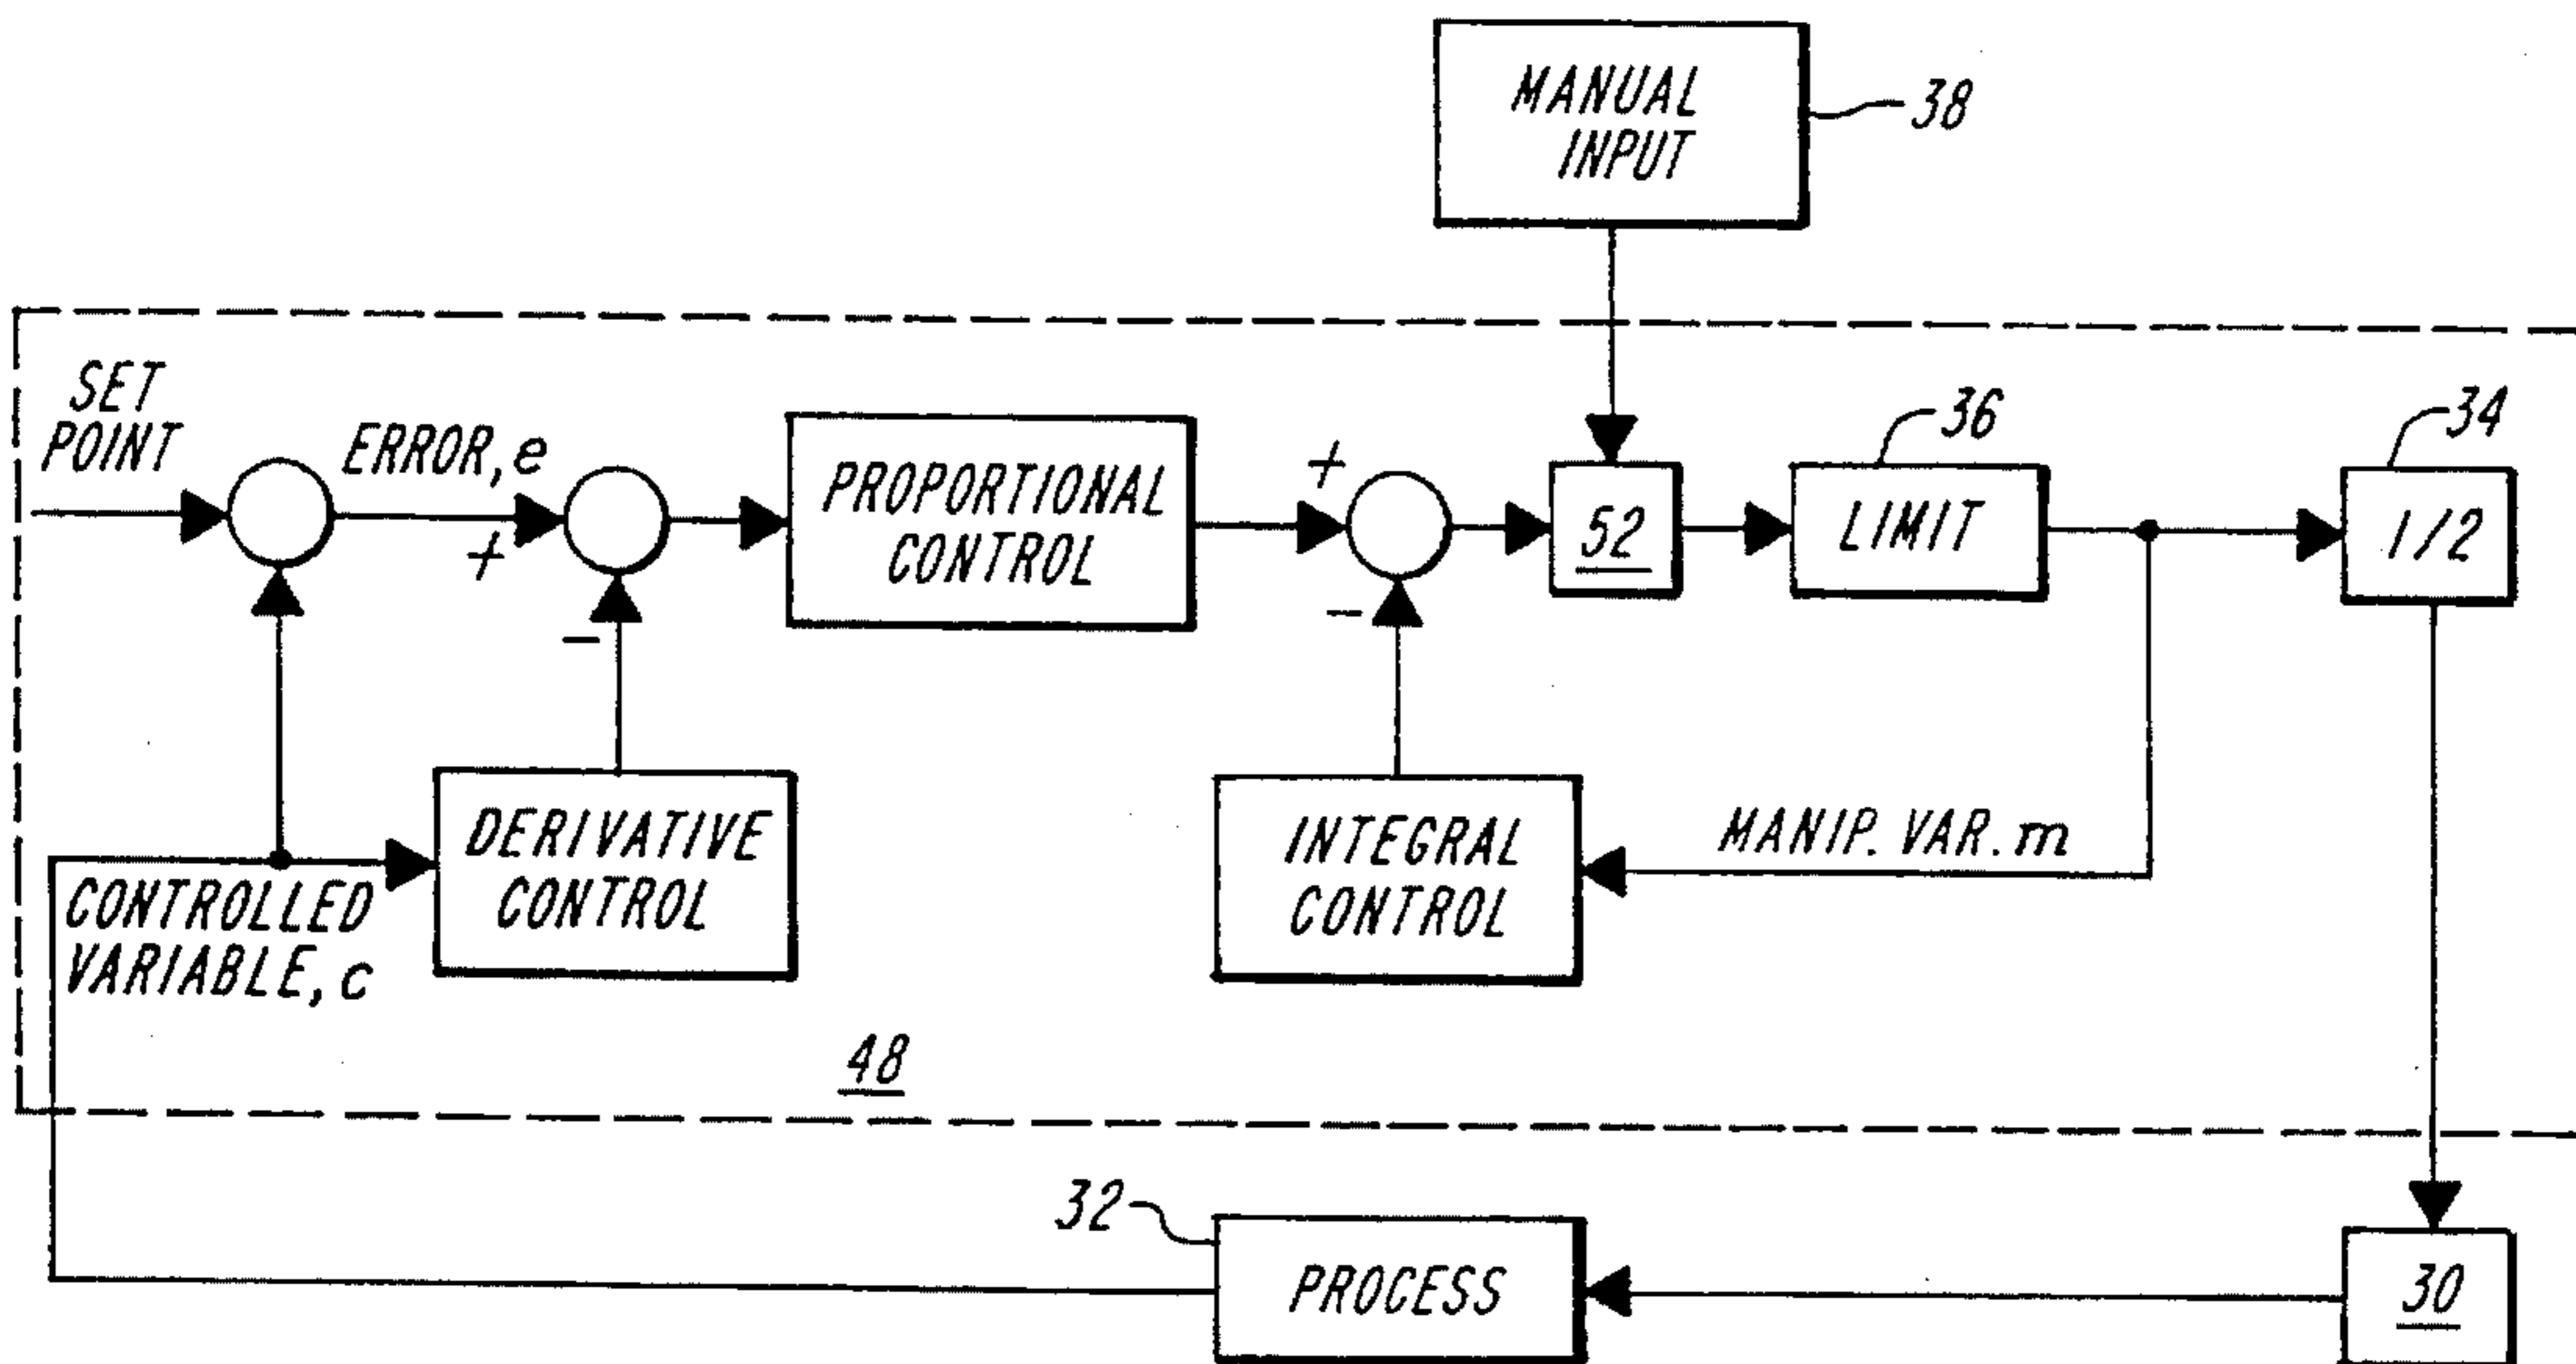 MANUAL
INPUT
38
SET
POINT
ERROR, e
+
-
PROPORTIONAL
CONTROL
+
-
52
36
LIMIT
34
1/2
DERIVATIVE
CONTROL
INTEGRAL
CONTROL
MANIP. VAR. m
CONTROLLED
VARIABLE, c
48
32
PROCESS
30